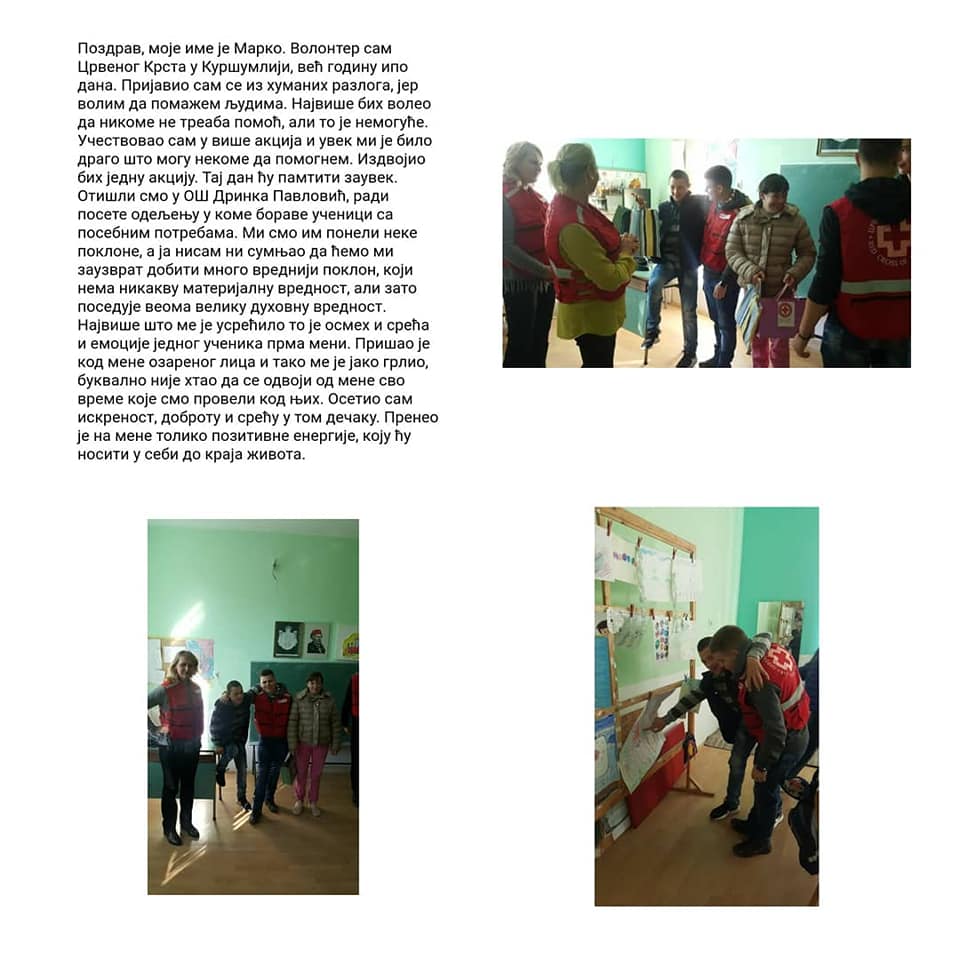 Поздрав, моје име је Марко. Волонтер сам
Црвеног Крста у Куршумлији, већ годину ипо
дана. Пријавио сам се из хуманих разлога, јер
волим да помажем људима. Највише бих волео
да никоме не треаба помоћ, али то је немогуће.
Учествовао сам у више акција и увек ми је било
драго што могу некоме да помогнем. Издвојио
бих једну акцију. Тај дан ћу памтити заувек.
Отишли смо у ОШ Дринка Павловић, ради
посете одељењу у коме бораве ученици са
посебним потребама. Ми смо им понели неке
поклоне, а ја нисам ни сумњао да ћемо ми
заузврат добити много вреднији поклон, који
нема никакву материјалну вредност, али зато
поседује веома велику духовну вредност.
Највише што ме је усрећило то је осмех и срећа
и емоције једног ученика прма мени. Пришао је
код мене озареног лица и тако ме је јако грлио,
буквално није хтао да се одвоји од мене сво
време које смо провели код њих. Осетио сам
искреност, доброту и срећу у том дечаку. Пренео
је на мене толико позитивне енергије, коју ћу
носити у себи до краја живота.
CROSS OF